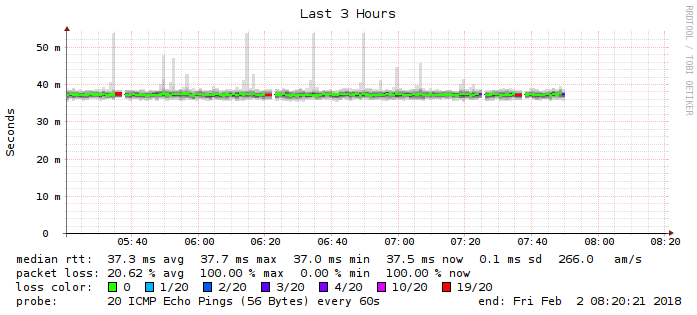 Last 3 Hours
RRDTOOL / TOBI OETIKER
Seconds
50 m
40 m
30 m
20 m
10 m
0
05:40 06:00 06:20 06:40 07:00 07:20 07:40 08:00 08:20
median rtt: 37.3 ms avg 37.7 ms max 37.0 ms min 37.5 ms now 0.1 ms sd 266.0 am/s
packet loss: 20.62 % avg 100.00 % max 0.00 % min 100.00 % now
loss color: 0 1/20 2/20 3/20 4/20 10/20 19/20
probe: 20 ICMP Echo Pings (56 Bytes) every 60s end: Fri Feb 2 08:20:21 2018